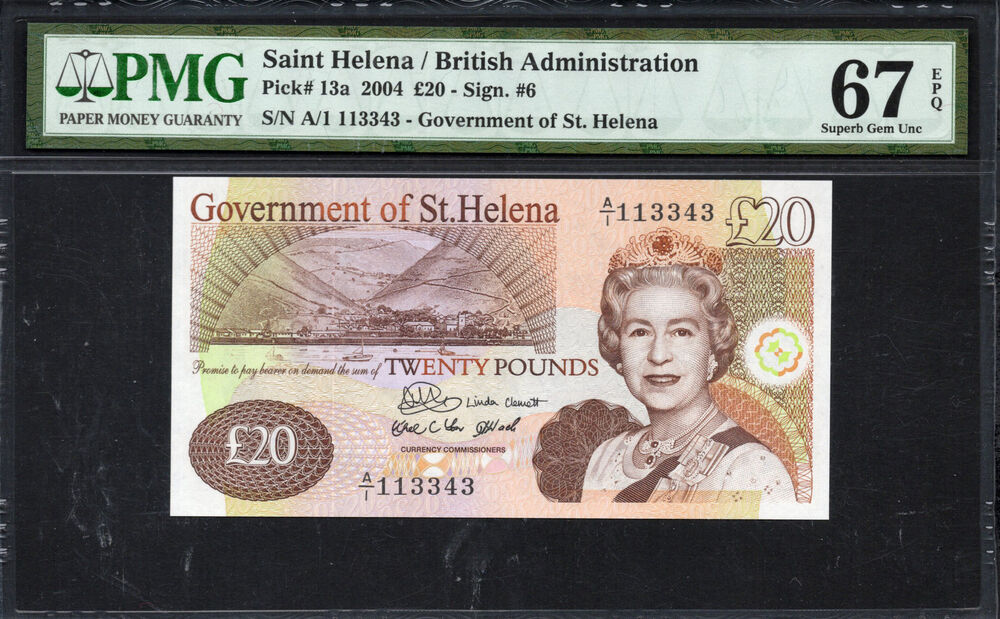 PMG
PAPER MONEY GUARANTY
Saint Helena / British Administration
Pick# 13a 2004 £20 - Sign. #6
S/N A/1 113343 - Government of St. Helena
67
EPQ
Superb Gem Unc
Government of St.Helena
A/1 113343
£20
Promise to pay bearer on demand the sum of TWENTY POUNDS
Linda Clemett
CURRENCY COMMISSIONERS
£20
A/1 113343